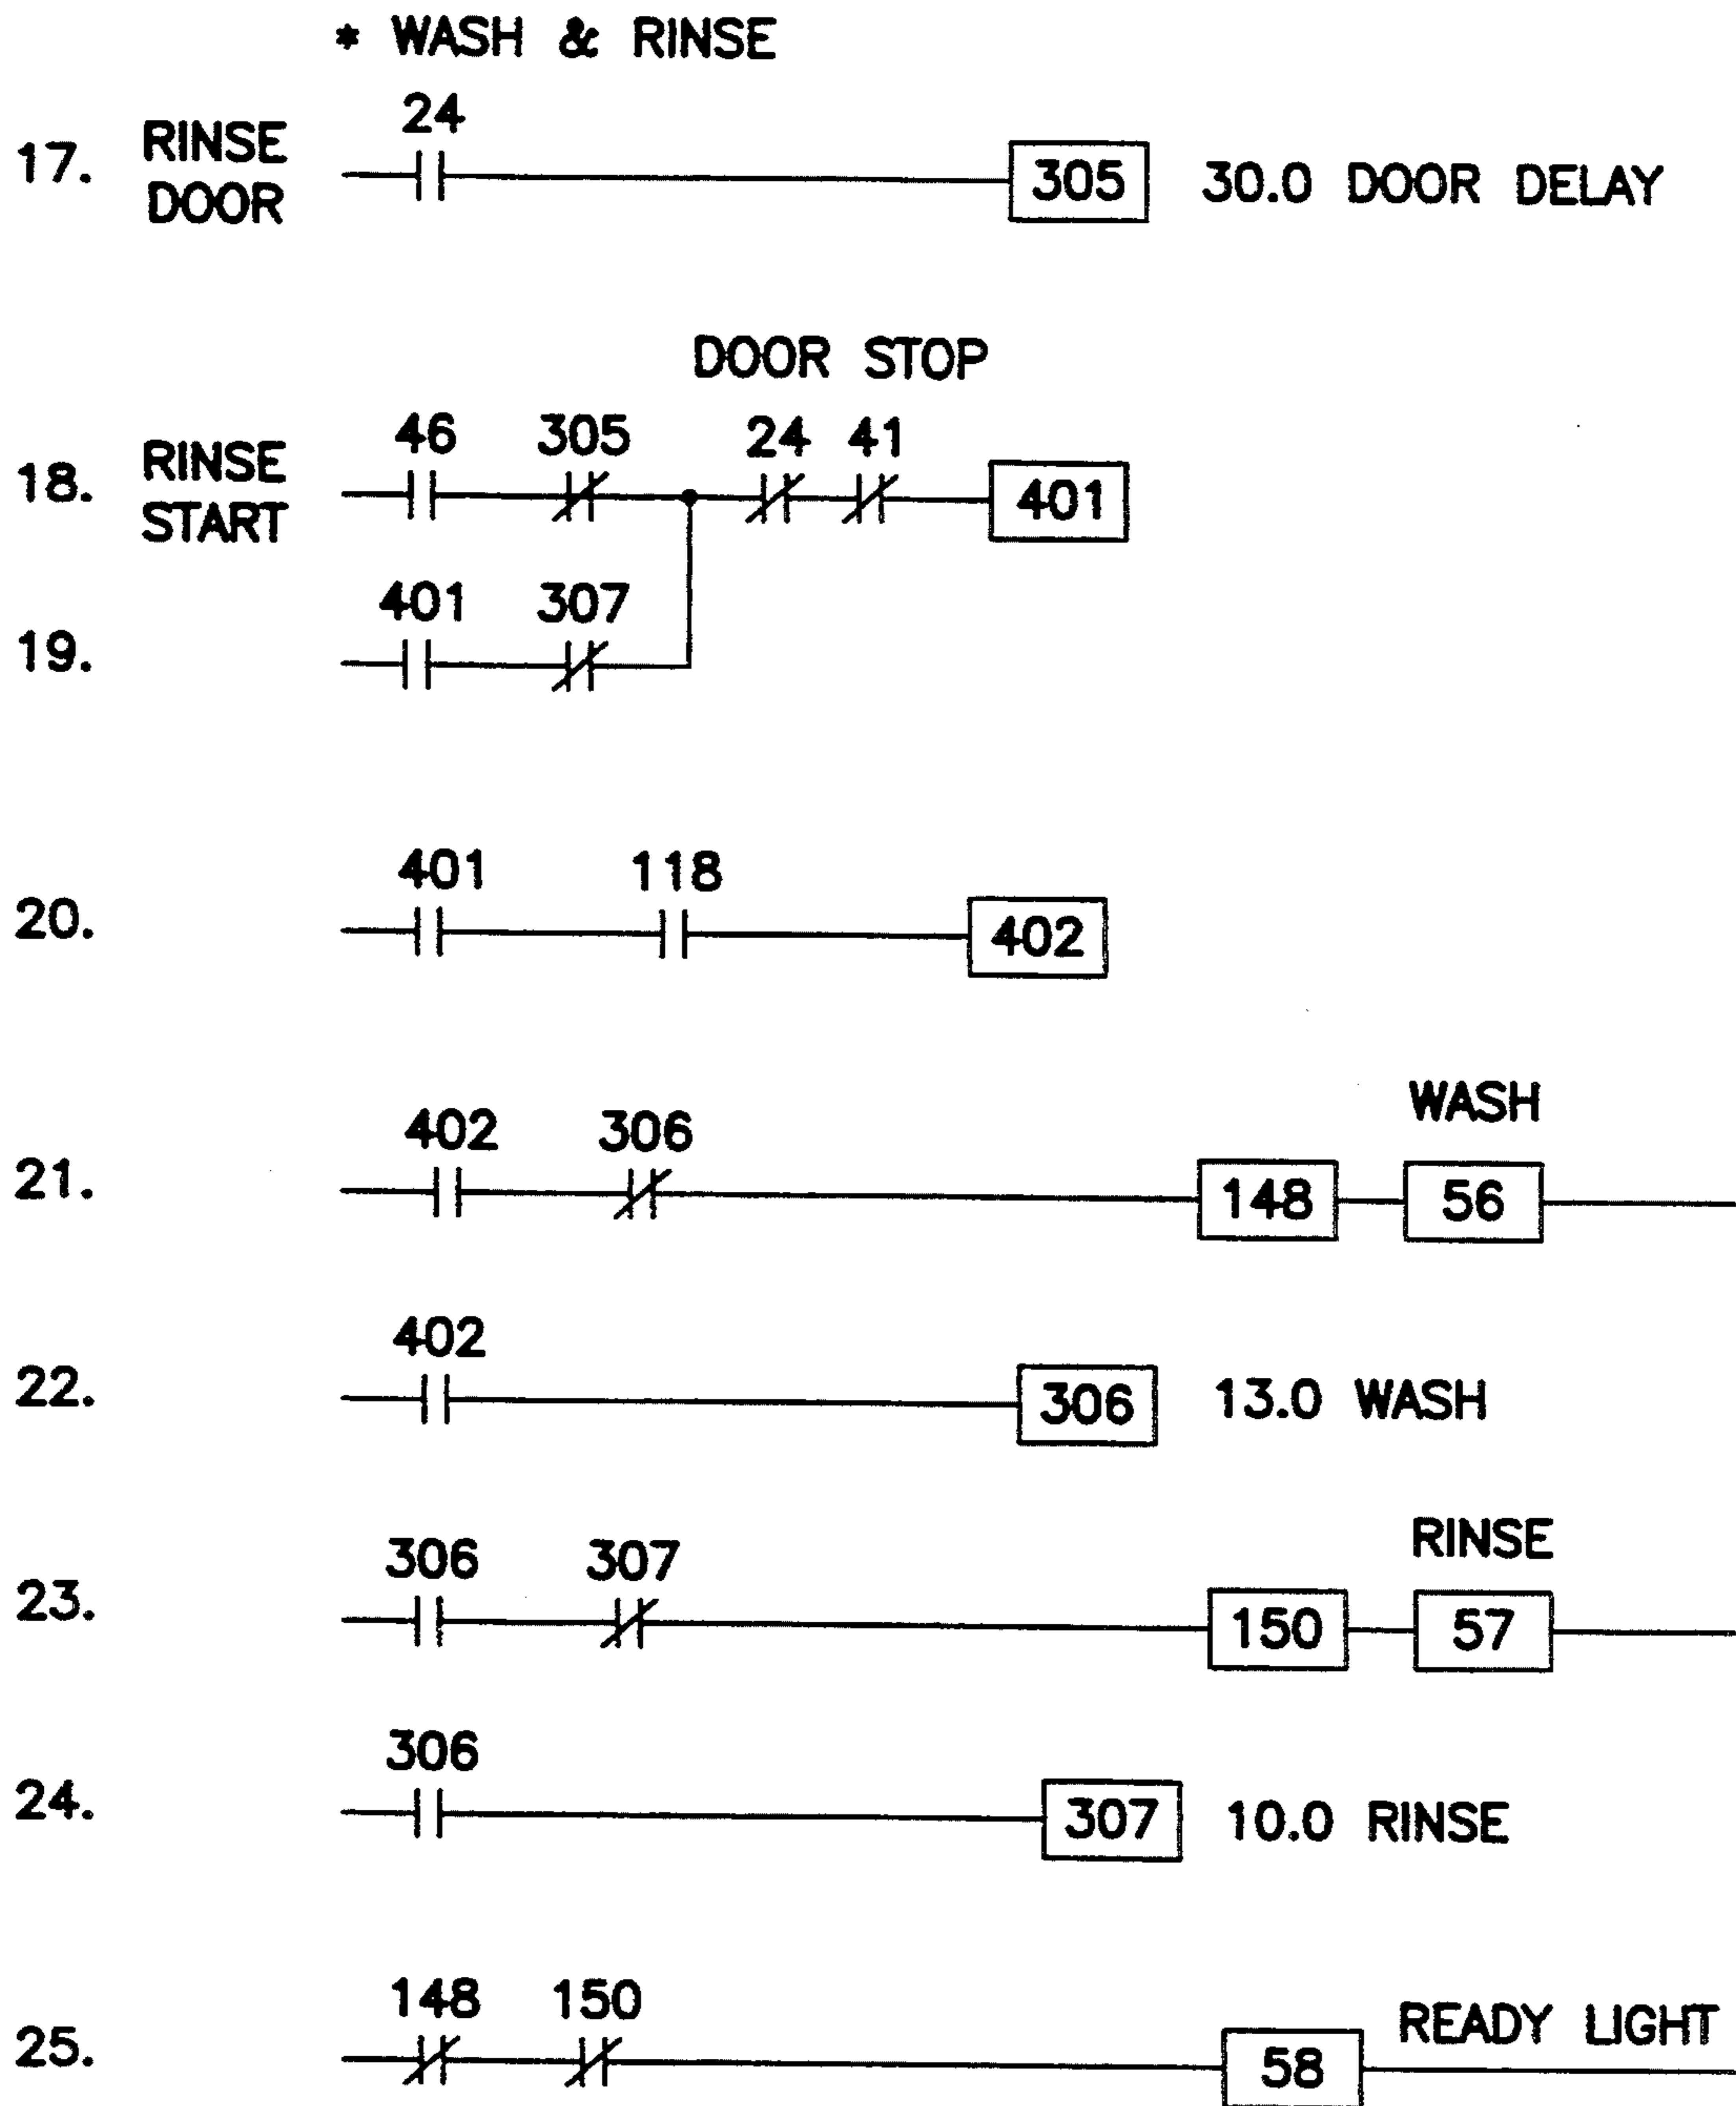 * WASH & RINSE
24
17. RINSE DOOR 305 30.0 DOOR DELAY
DOOR STOP
46 305 24 41
18. RINSE START 401
401 307
19.
401 118
20. 402
WASH
402 306
21. 148 56
402
22. 306 13.0 WASH
RINSE
306 307
23. 150 57
306
24. 307 10.0 RINSE
148 150
25. 58 READY LIGHT